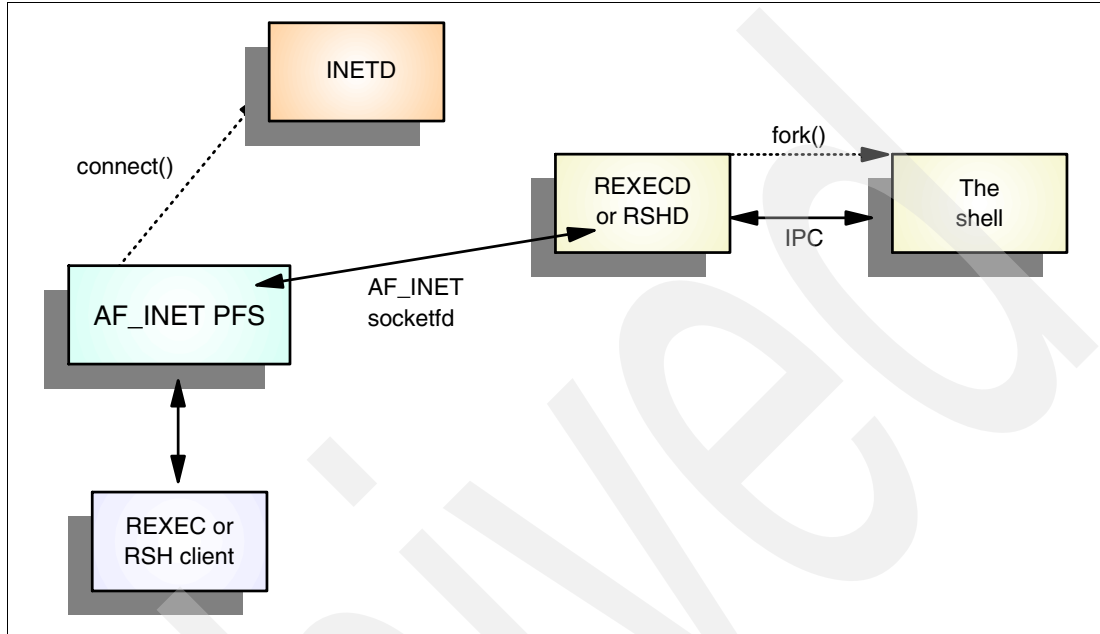 INETD
connect()
fork()
REXECD
or RSHD
The
shell
IPC
AF_INET
socketfd
AF_INET PFS
REXEC or
RSH client